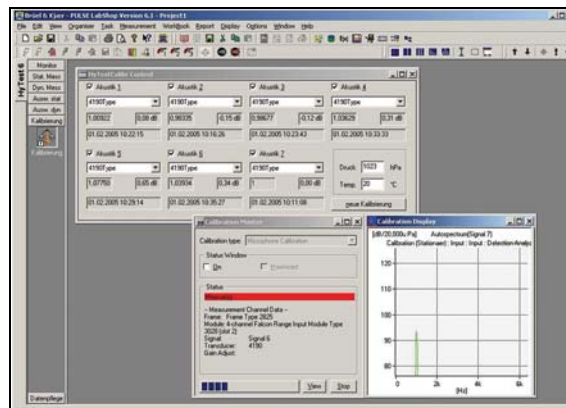 Brüel & Kjær - PULSE LabShop Version 6.1 - Project1
File Edit View Organiser Task Measurement Workbook Report Display Options Window Help
HyTest 6
Monitor
Stat. Mess
Dyn. Mess
Ausw. stat
Ausw. dyn
Kalibrierung
Kalibrierung
Datenpflege
HyTestCalib Control
Akustik 1 Akustik 2 Akustik 3 Akustik 4
4190Type 4190Type 4190Type 4190Type
1,00922 0,08 dB 0,98335 -0,15 dB 0,98677 -0,12 dB 1,03629 0,31 dB
01.02.2005 10:22:15 01.02.2005 10:16:26 01.02.2005 10:23:43 01.02.2005 10:33:33
Akustik 5 Akustik 6 Akustik 7
4190Type 4190Type 4190Type
Druck 1023 hPa
1,07750 0,65 dB 1,03934 0,34 dB 1 0,00 dB
Temp. 20 °C
01.02.2005 10:29:14 01.02.2005 10:35:27 01.02.2005 10:11:08
neue Kalibrierung
Calibration Master
Calibration type: Microphone Calibration
Status Window
On
Status
Measuring
-- Measurement Channel Data --
Frame: Frame Type 2825
Module: 4-channel Falcon Range Input Module Type
3028 (slot 2)
Signal: Signal 6
Transducer: 4190
Gain Adjust:
View Stop
Calibration Display
[dB/20,000u Pa] Autospectrum(Signal 7)
Calibration (Stationaer) : Input : Input : Detection-Analys
120
100
90
80
0 2k 4k 6k
[Hz]